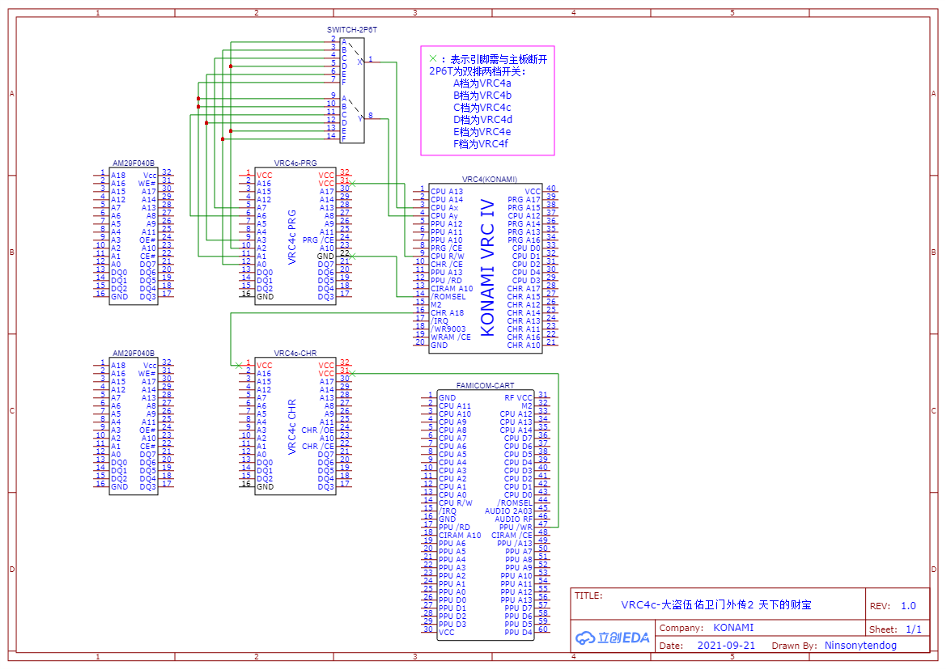 1 2 3 4 5
A
B
C
D
SWITCH-2P6T
2 A
3 B
4 C
5 D
6 E
7 F
X 1
9 A
10 B
11 C
12 D
13 E
14 F
Y 8
× ：表示引脚需与主板断开
2P6T为双排两档开关：
A档为VRC4a
B档为VRC4b
C档为VRC4c
D档为VRC4d
E档为VRC4e
F档为VRC4f
AM29F040B
1 A18 Vcc 32
2 A16 WE# 31
3 A15 A17 30
4 A12 A14 29
5 A7 A13 28
6 A6 A8 27
7 A5 A9 26
8 A4 A11 25
9 A3 OE# 24
10 A2 A10 23
11 A1 CE# 22
12 A0 DQ7 21
13 DQ0 DQ6 20
14 DQ1 DQ5 19
15 DQ2 DQ4 18
16 GND DQ3 17
VRC4c-PRG
VRC4c PRG
1 VCC VCC 32
2 A16 VCC 31
3 A15 A17 30
4 A12 A14 29
5 A7 A13 28
6 A6 A8 27
7 A5 A9 26
8 A4 A11 25
9 A3 PRG /CE 24
10 A2 A10 23
11 A1 GND 22
12 A0 DQ7 21
13 DQ0 DQ6 20
14 DQ1 DQ5 19
15 DQ2 DQ4 18
16 GND DQ3 17
VRC4(KONAMI)
KONAMI VRC IV
1 CPU A13 VCC 40
2 CPU A14 PRG A17 39
3 CPU Ax PRG A15 38
4 CPU Ay CPU A12 37
5 PPU A12 PRG A14 36
6 PPU A11 PRG A13 35
7 PPU A10 PRG A16 34
8 PRG /CE CPU D0 33
9 CPU R/W CPU D1 32
10 CHR /CE CPU D2 31
11 PPU A13 CPU D4 30
12 PPU /RD CPU D3 29
13 CIRAM A10 CHR A17 28
14 /ROMSEL CHR A15 27
15 M2 CHR A12 26
16 CHR A18 CHR A14 25
17 /IRQ CHR A13 24
18 /WR9003 CHR A11 23
19 WRAM /CE CHR A16 22
20 GND CHR A10 21
AM29F040B
1 A18 Vcc 32
2 A16 WE# 31
3 A15 A17 30
4 A12 A14 29
5 A7 A13 28
6 A6 A8 27
7 A5 A9 26
8 A4 A11 25
9 A3 OE# 24
10 A2 A10 23
11 A1 CE# 22
12 A0 DQ7 21
13 DQ0 DQ6 20
14 DQ1 DQ5 19
15 DQ2 DQ4 18
16 GND DQ3 17
VRC4c-CHR
VRC4c CHR
1 VCC VCC 32
2 A16 VCC 31
3 A15 A17 30
4 A12 A14 29
5 A7 A13 28
6 A6 A8 27
7 A5 A9 26
8 A4 A11 25
9 A3 CHR /OE 24
10 A2 A10 23
11 A1 CHR /CE 22
12 A0 DQ7 21
13 DQ0 DQ6 20
14 DQ1 DQ5 19
15 DQ2 DQ4 18
16 GND DQ3 17
FAMICOM-CART
1 GND RF VCC 31
2 CPU A11 M2 32
3 CPU A10 CPU A12 33
4 CPU A9 CPU A13 34
5 CPU A8 CPU A14 35
6 CPU A7 CPU D7 36
7 CPU A6 CPU D6 37
8 CPU A5 CPU D5 38
9 CPU A4 CPU D4 39
10 CPU A3 CPU D3 40
11 CPU A2 CPU D2 41
12 CPU A1 CPU D1 42
13 CPU A0 CPU D0 43
14 CPU R/W /ROMSEL 44
15 /IRQ AUDIO 2A03 45
16 GND AUDIO RF 46
17 PPU /RD PPU /WR 47
18 CIRAM A10 CIRAM /CE 48
19 PPU A6 PPU /A13 49
20 PPU A5 PPU A7 50
21 PPU A4 PPU A8 51
22 PPU A3 PPU A9 52
23 PPU A2 PPU A10 53
24 PPU A1 PPU A11 54
25 PPU A0 PPU A12 55
26 PPU D0 PPU A13 56
27 PPU D1 PPU D7 57
28 PPU D2 PPU D6 58
29 PPU D3 PPU D5 59
30 VCC PPU D4 60
TITLE:
VRC4c-大盗伍佑卫门外传2 天下的财宝
REV: 1.0
立创EDA
Company: KONAMI
Sheet: 1/1
Date: 2021-09-21 Drawn By: Ninsonytendog
1 2 3 4 5